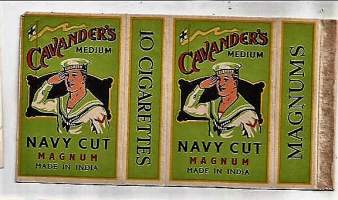 CAVANDER'S
MEDIUM
NAVY CUT
MAGNUM
MADE IN INDIA
10 CIGARETTES
CAVANDER'S
MEDIUM
NAVY CUT
MAGNUM
MADE IN INDIA
MAGNUMS